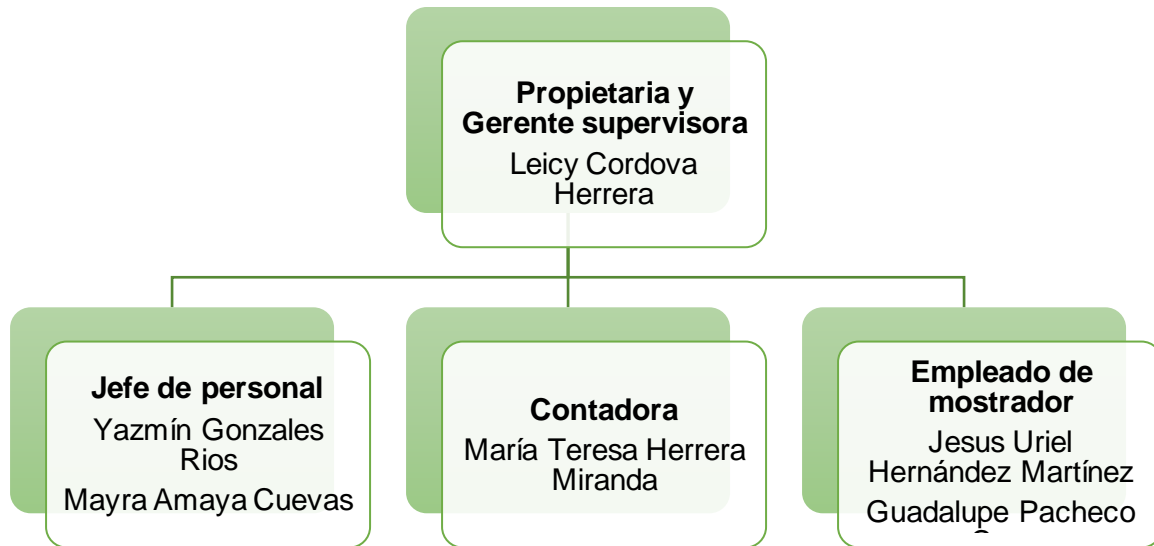 Propietaria y
Gerente supervisora
Leicy Cordova
Herrera
Jefe de personal
Yazmín Gonzales
Rios
Mayra Amaya Cuevas
Contadora
María Teresa Herrera
Miranda
Empleado de
mostrador
Jesus Uriel
Hernández Martínez
Guadalupe Pacheco